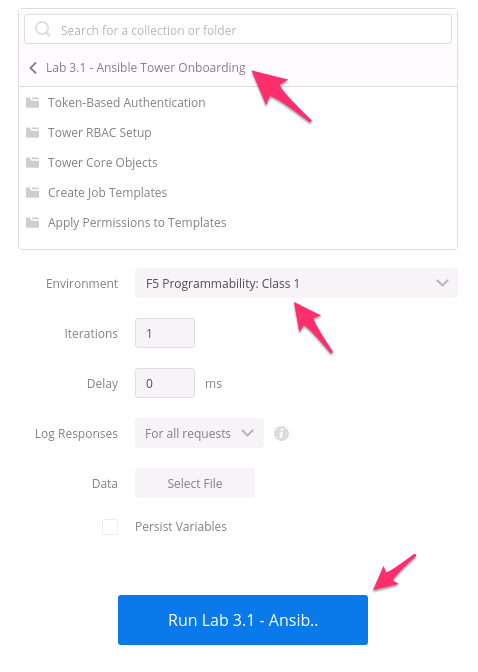 Search for a collection or folder
Lab 3.1 - Ansible Tower Onboarding
Token-Based Authentication
Tower RBAC Setup
Tower Core Objects
Create Job Templates
Apply Permissions to Templates
Environment F5 Programmability: Class 1
Iterations 1
Delay 0 ms
Log Responses For all requests
Data Select File
Persist Variables
Run Lab 3.1 - Ansib..